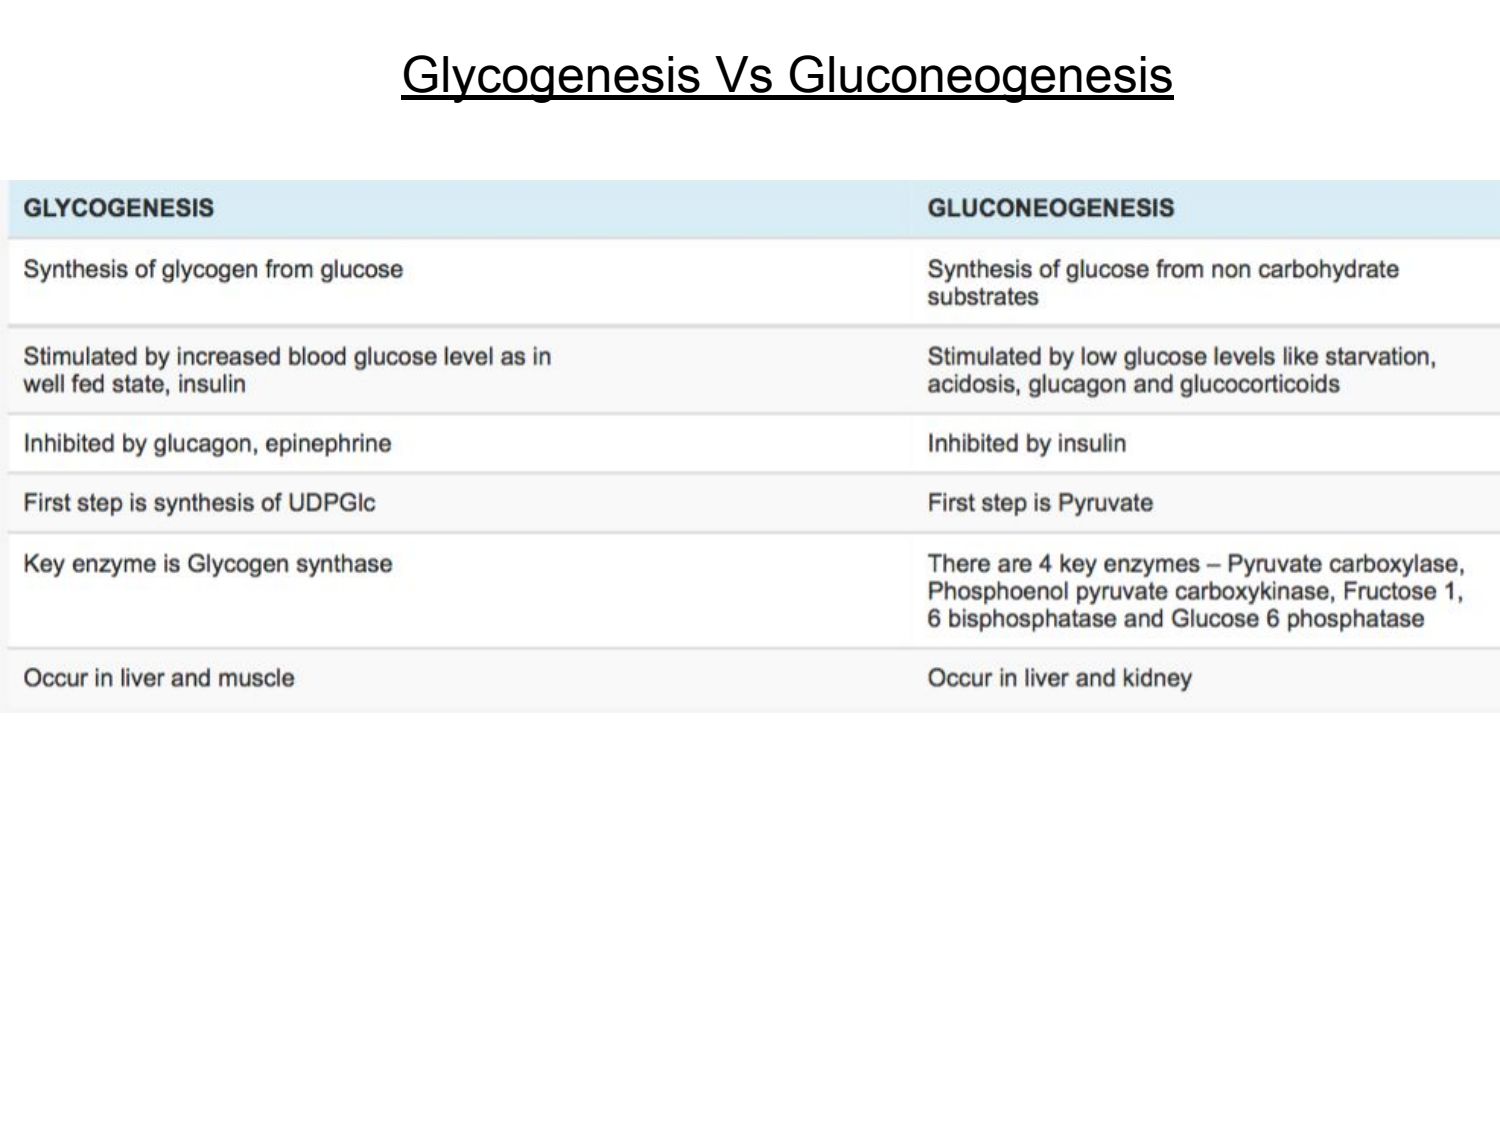 Glycogenesis Vs Gluconeogenesis
GLYCOGENESIS
GLUCONEOGENESIS
Synthesis of glycogen from glucose
Synthesis of glucose from non carbohydrate
substrates
Stimulated by increased blood glucose level as in
well fed state, insulin
Stimulated by low glucose levels like starvation,
acidosis, glucagon and glucocorticoids
Inhibited by glucagon, epinephrine
Inhibited by insulin
First step is synthesis of UDPGlc
First step is Pyruvate
Key enzyme is Glycogen synthase
There are 4 key enzymes – Pyruvate carboxylase,
Phosphoenol pyruvate carboxykinase, Fructose 1,
6 bisphosphatase and Glucose 6 phosphatase
Occur in liver and muscle
Occur in liver and kidney